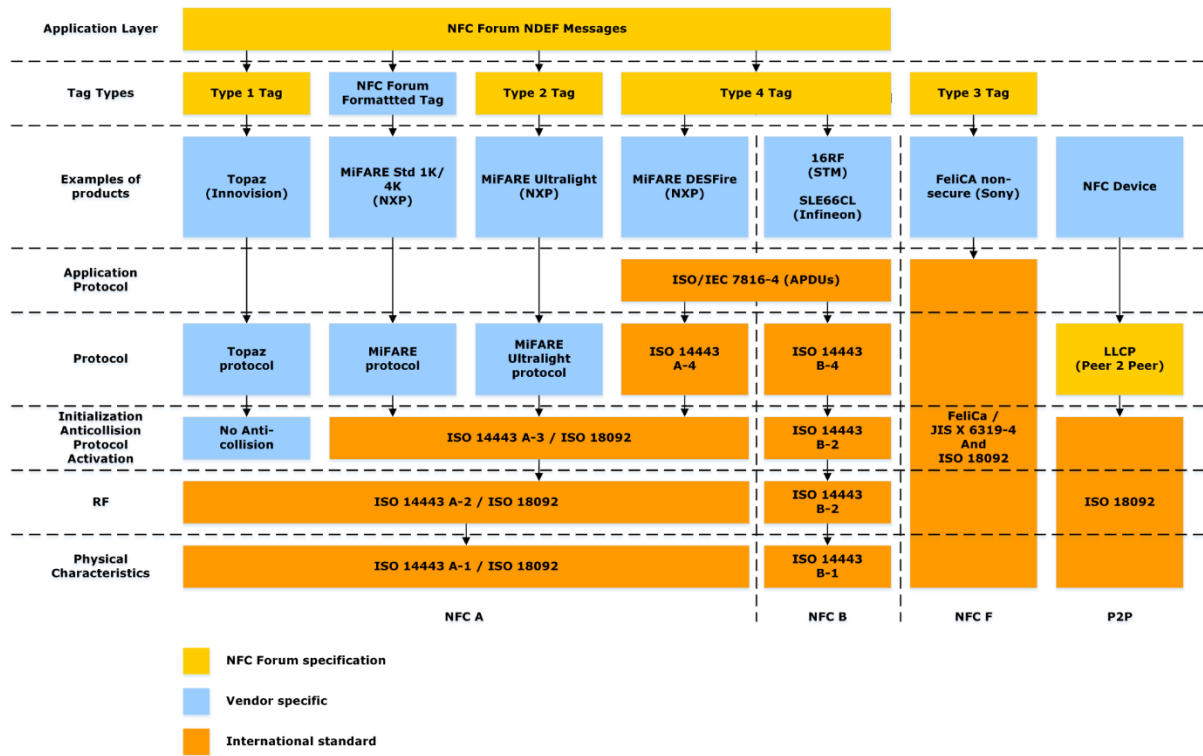 Application Layer
NFC Forum NDEF Messages
Tag Types
Type 1 Tag
NFC Forum
Formattted Tag
Type 2 Tag
Type 4 Tag
Type 3 Tag
Examples of
products
Topaz
(Innovision)
MiFARE Std 1K/
4K
(NXP)
MiFARE Ultralight
(NXP)
MiFARE DESFire
(NXP)
16RF
(STM)
SLE66CL
(Infineon)
FeliCA non-
secure (Sony)
NFC Device
Application
Protocol
ISO/IEC 7816-4 (APDUs)
Protocol
Topaz
protocol
MiFARE
protocol
MiFARE
Ultralight
protocol
ISO 14443
A-4
ISO 14443
B-4
LLCP
(Peer 2 Peer)
Initialization
Anticollision
Protocol
Activation
No Anti-
collision
ISO 14443 A-3 / ISO 18092
ISO 14443
B-2
FeliCa /
JIS X 6319-4
And
ISO 18092
RF
ISO 14443 A-2 / ISO 18092
ISO 14443
B-2
ISO 18092
Physical
Characteristics
ISO 14443 A-1 / ISO 18092
ISO 14443
B-1
NFC A
NFC B
NFC F
P2P
NFC Forum specification
Vendor specific
International standard